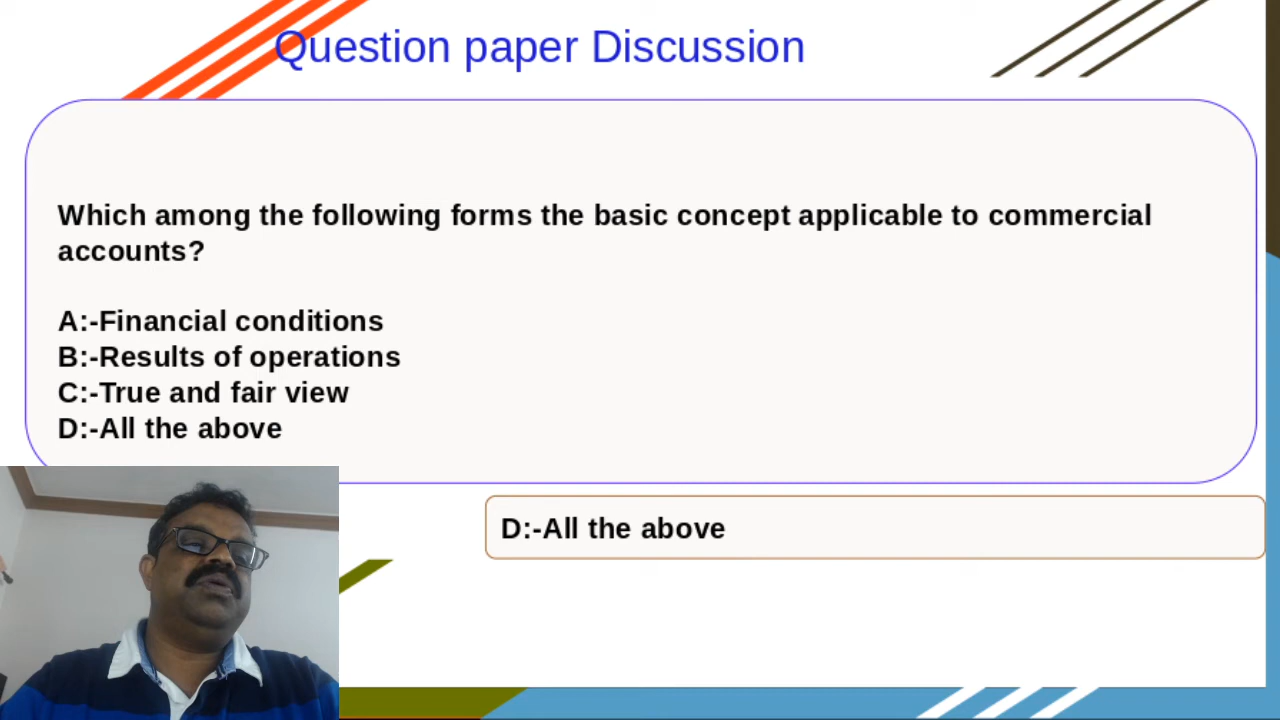 Question paper Discussion
Which among the following forms the basic concept applicable to commercial
accounts?
A:-Financial conditions
B:-Results of operations
C:-True and fair view
D:-All the above
D:-All the above